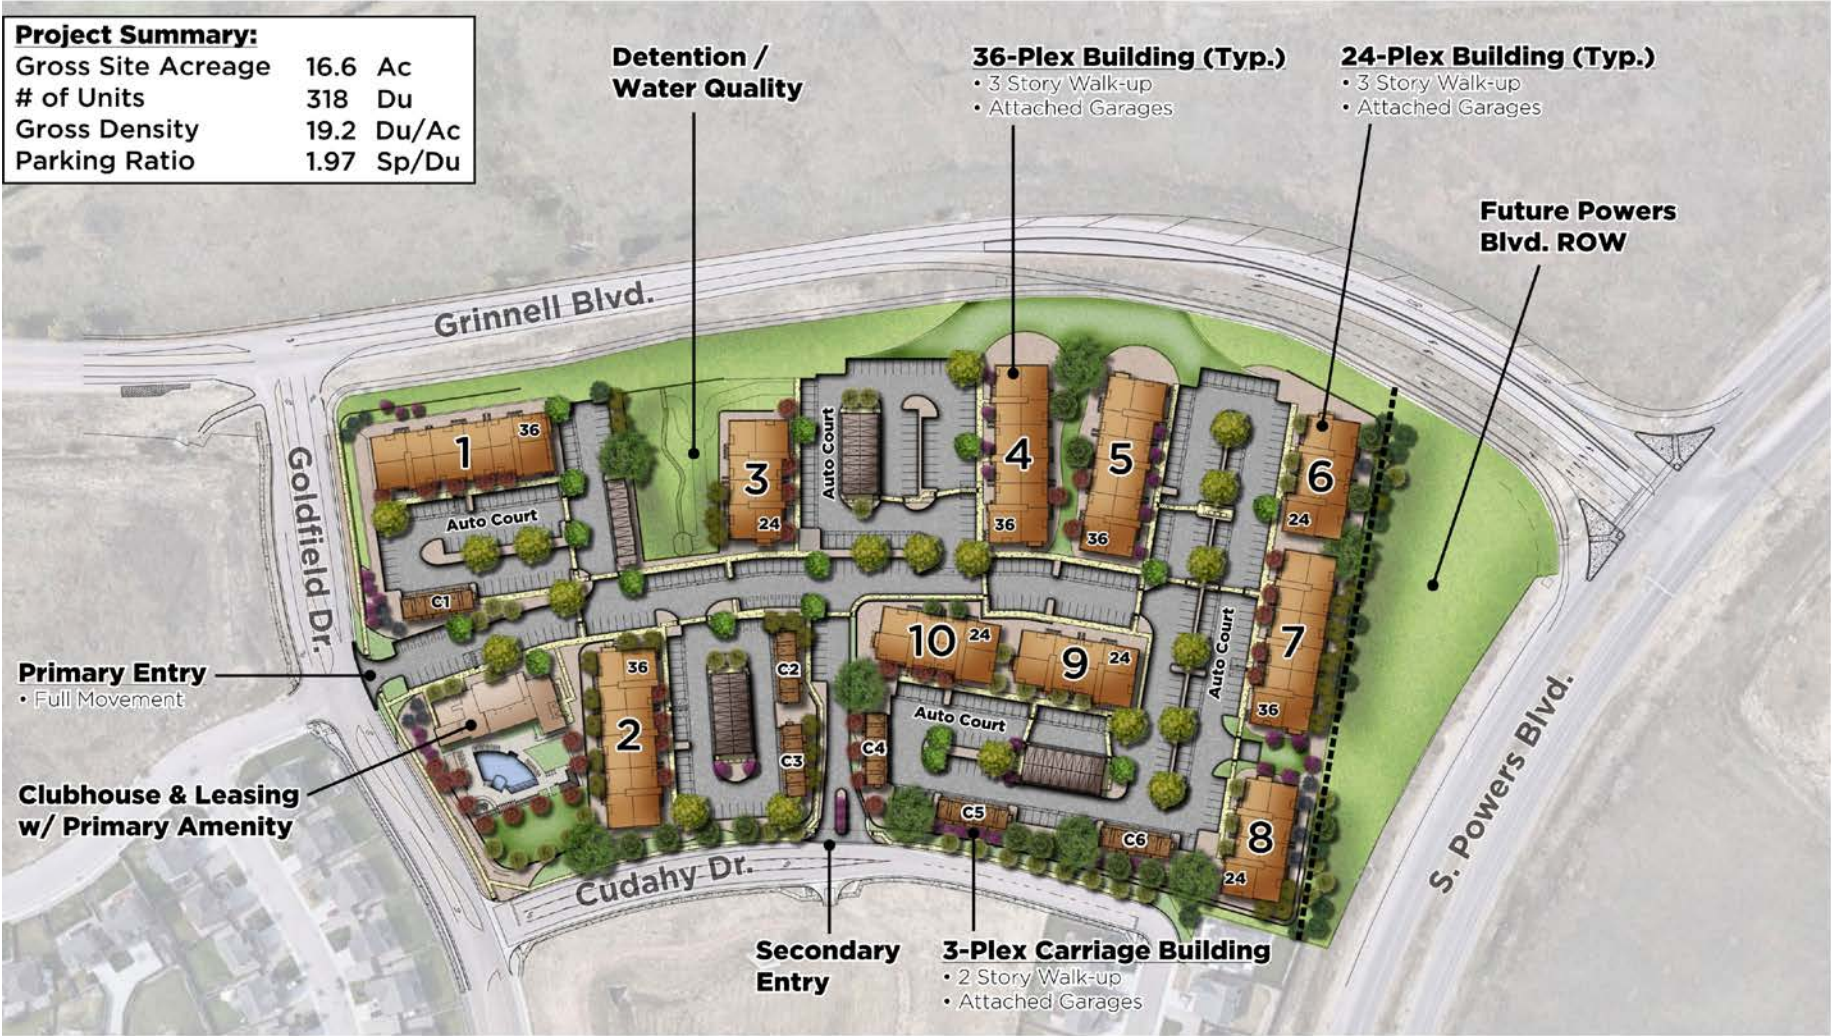 Project Summary:
Gross Site Acreage 16.6 Ac
# of Units 318 Du
Gross Density 19.2 Du/Ac
Parking Ratio 1.97 Sp/Du
Detention /
Water Quality
36-Plex Building (Typ.)
• 3 Story Walk-up
• Attached Garages
24-Plex Building (Typ.)
• 3 Story Walk-up
• Attached Garages
Future Powers
Blvd. ROW
Grinnell Blvd.
Goldfield Dr.
1
36
Auto Court
C1
3
24
Auto Court
4
36
5
36
6
24
7
36
Auto Court
10
24
9
24
Auto Court
Primary Entry
• Full Movement
Clubhouse & Leasing
w/ Primary Amenity
36
2
C2
C3
C4
C5
C6
8
24
Cudahy Dr.
S. Powers Blvd.
Secondary
Entry
3-Plex Carriage Building
• 2 Story Walk-up
• Attached Garages